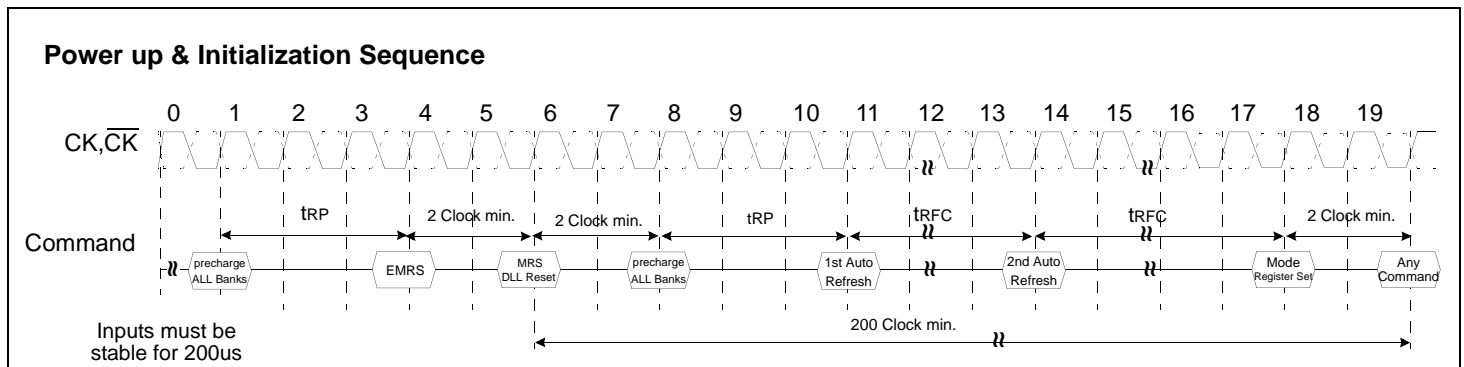 Power up & Initialization Sequence
0 1 2 3 4 5 6 7 8 9 10 11 12 13 14 15 16 17 18 19
CK,CK
tRP 2 Clock min. 2 Clock min. tRP tRFC tRFC 2 Clock min.
Command
precharge
ALL Banks
EMRS
MRS
DLL Reset
precharge
ALL Banks
1st Auto
Refresh
2nd Auto
Refresh
Mode
Register Set
Any
Command
200 Clock min.
Inputs must be
stable for 200us